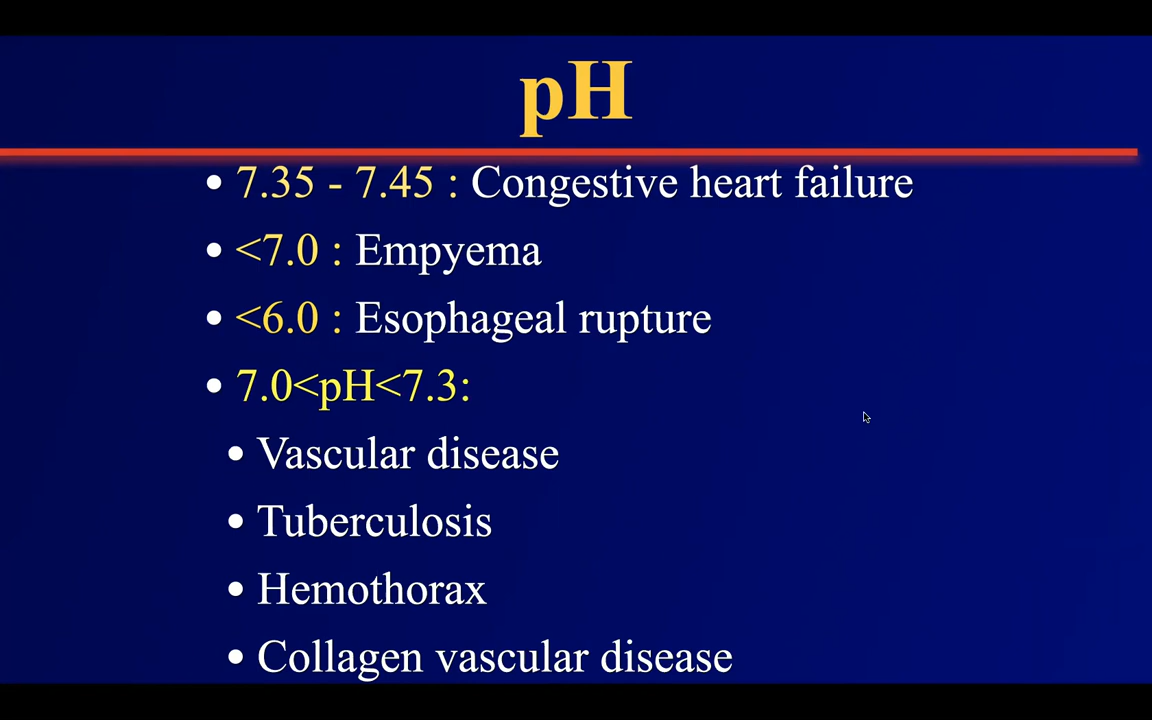 pH
• 7.35 - 7.45 : Congestive heart failure
• <7.0 : Empyema
• <6.0 : Esophageal rupture
• 7.0<pH<7.3:
• Vascular disease
• Tuberculosis
• Hemothorax
• Collagen vascular disease